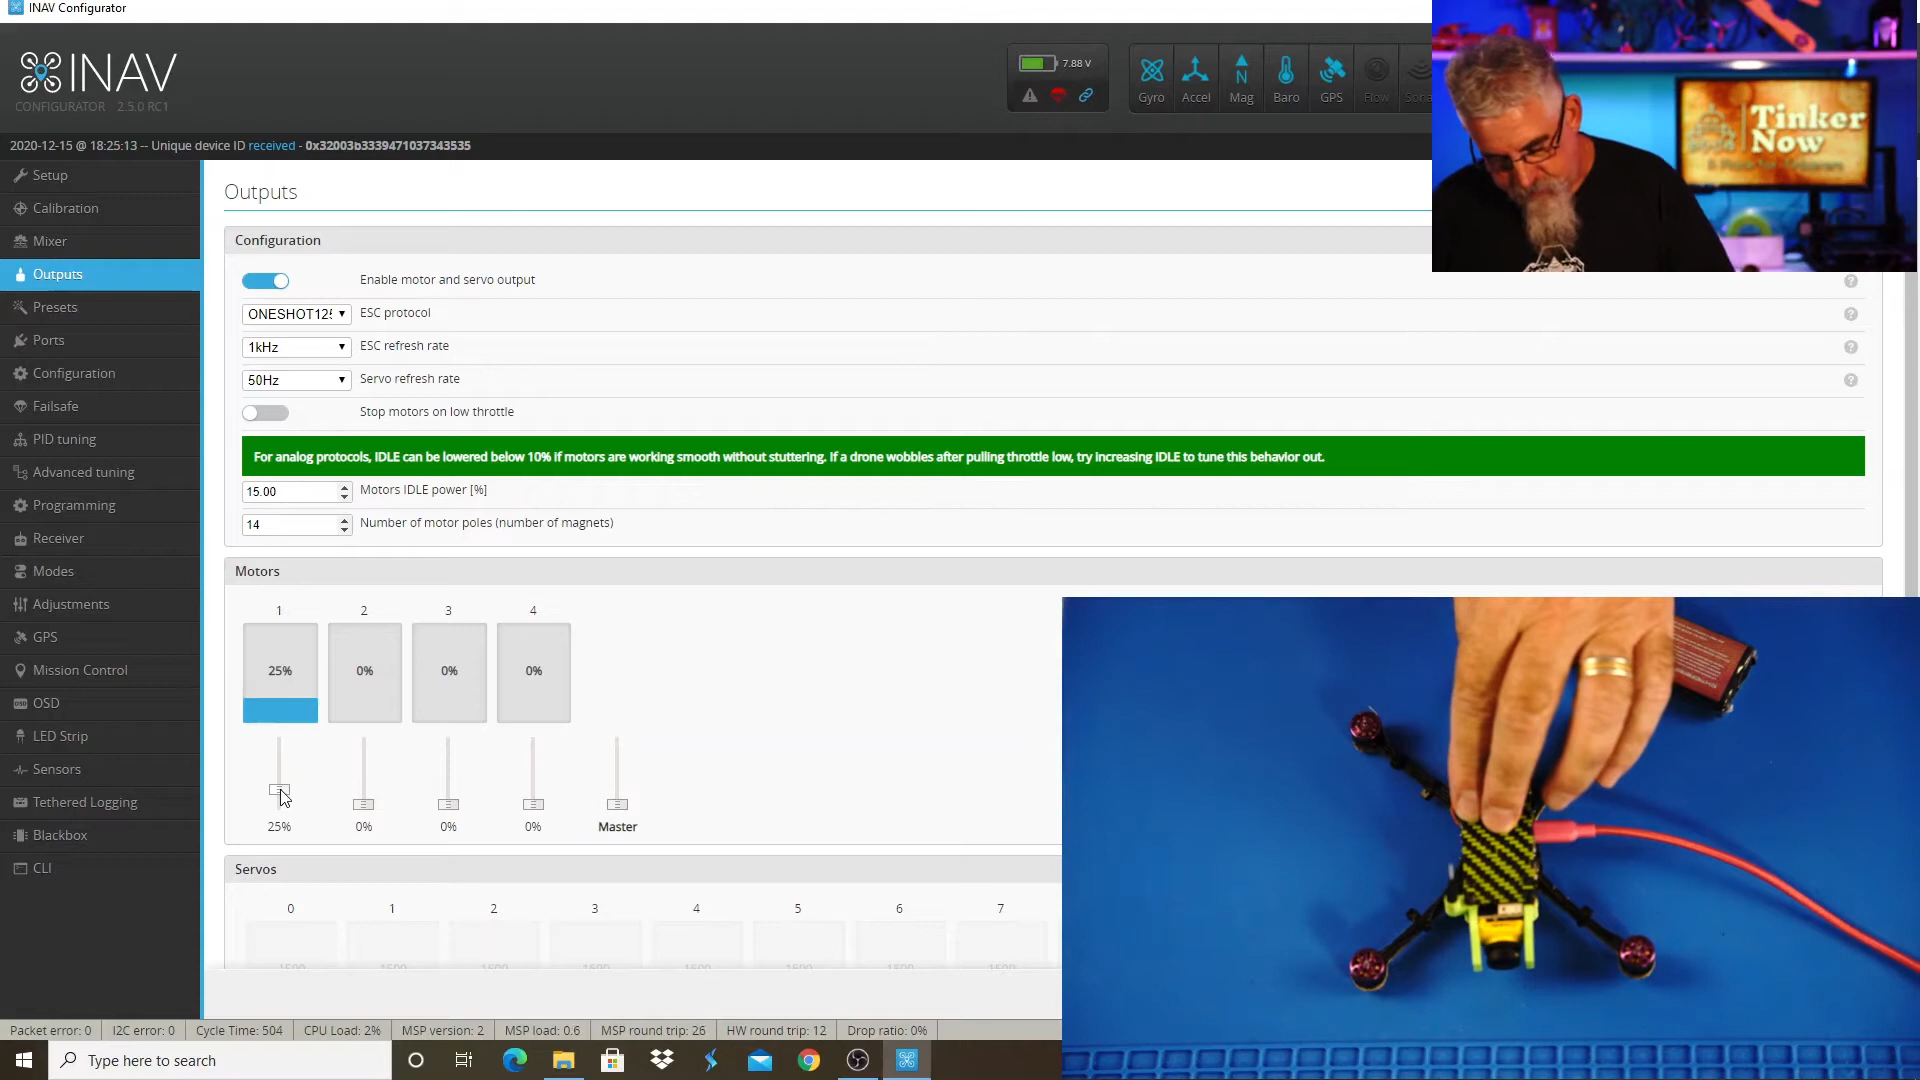 INAV Configurator
INAV
CONFIGURATOR 2.5.0 RC1
7.88 V
Gyro Accel Mag Baro GPS Flow Sona
2020-12-15 @ 18:25:13 -- Unique device ID received - 0x32003b3339471037343535
Tinker
Now
Setup
Calibration
Mixer
Outputs
Presets
Ports
Configuration
Failsafe
PID tuning
Advanced tuning
Programming
Receiver
Modes
Adjustments
GPS
Mission Control
OSD
LED Strip
Sensors
Tethered Logging
Blackbox
CLI
Outputs
Configuration
Enable motor and servo output
ONESHOT125 ESC protocol
1kHz ESC refresh rate
50Hz Servo refresh rate
Stop motors on low throttle
For analog protocols, IDLE can be lowered below 10% if motors are working smooth without stuttering. If a drone wobbles after pulling throttle low, try increasing IDLE to tune this behavior out.
15.00 Motors IDLE power [%]
14 Number of motor poles (number of magnets)
Motors
1 2 3 4
25% 0% 0% 0%
25% 0% 0% 0% Master
Servos
0 1 2 3 4 5 6 7
Packet error: 0 I2C error: 0 Cycle Time: 504 CPU Load: 2% MSP version: 2 MSP load: 0.6 MSP round trip: 26 HW round trip: 12 Drop ratio: 0%
Type here to search